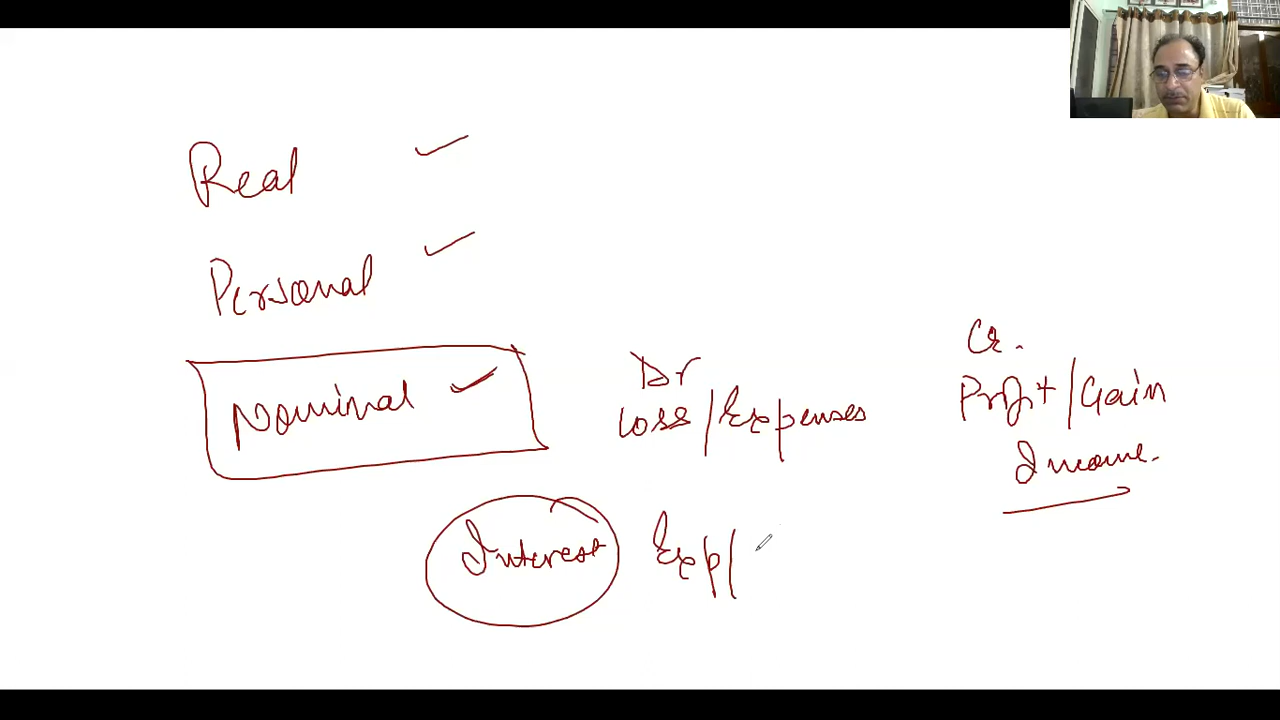 Real
Personal
Nominal
Dr
Loss/Expenses
Cr.
Profit/Gain
Income.
Interest Exp/